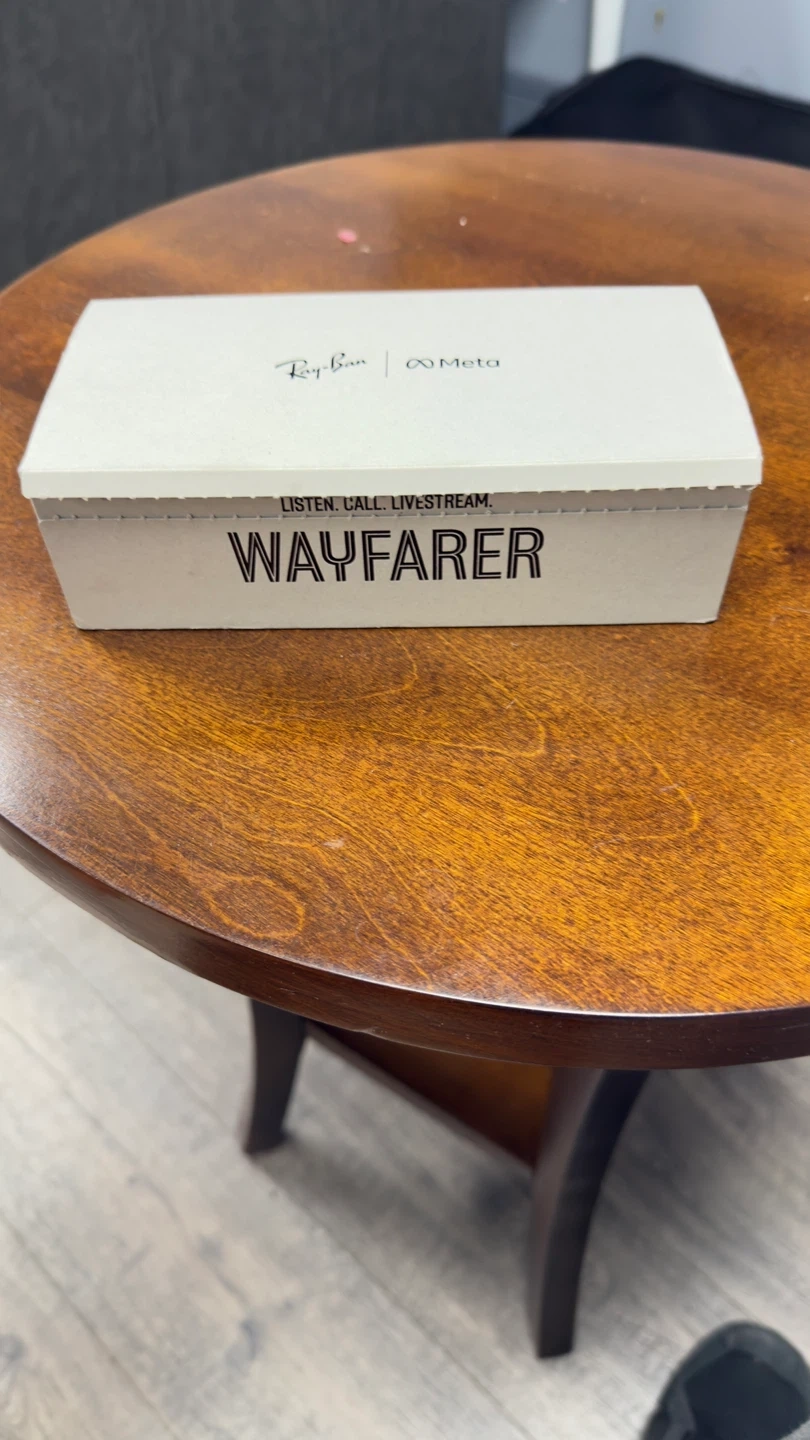 Ray-Ban | Meta
LISTEN. CALL. LIVESTREAM.
WAYFARER